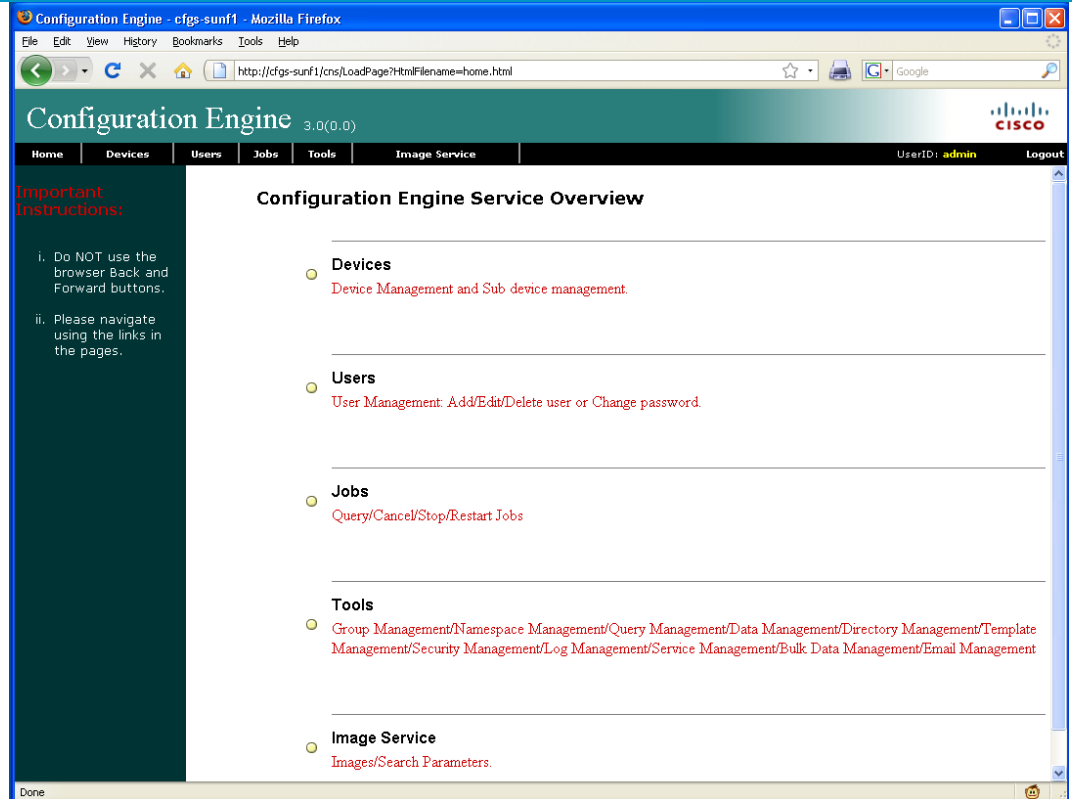 Configuration Engine - cfgs-sunf1 - Mozilla Firefox
File Edit View History Bookmarks Tools Help
http://cfgs-sunf1/cns/LoadPage?HtmlFilename=home.html
G Google
Configuration Engine 3.0(0.0)
CISCO
Home Devices Users Jobs Tools Image Service UserID: admin Logout
Important
Instructions:
i. Do NOT use the
browser Back and
Forward buttons.
ii. Please navigate
using the links in
the pages.
Configuration Engine Service Overview
Devices
Device Management and Sub device management.
Users
User Management: Add/Edit/Delete user or Change password.
Jobs
Query/Cancel/Stop/Restart Jobs
Tools
Group Management/Namespace Management/Query Management/Data Management/Directory Management/Template
Management/Security Management/Log Management/Service Management/Bulk Data Management/Email Management
Image Service
Images/Search Parameters.
Done